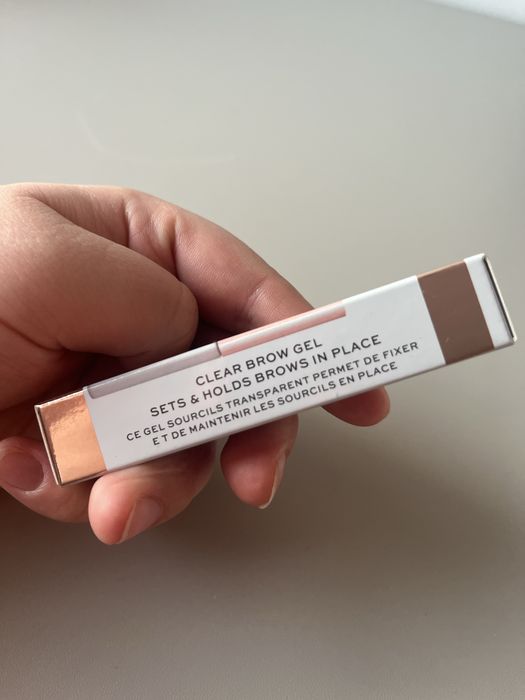 CLEAR BROW GEL
SETS & HOLDS BROWS IN PLACE
CE GEL SOURCILS TRANSPARENT PERMET DE FIXER
ET DE MAINTENIR LES SOURCILS EN PLACE